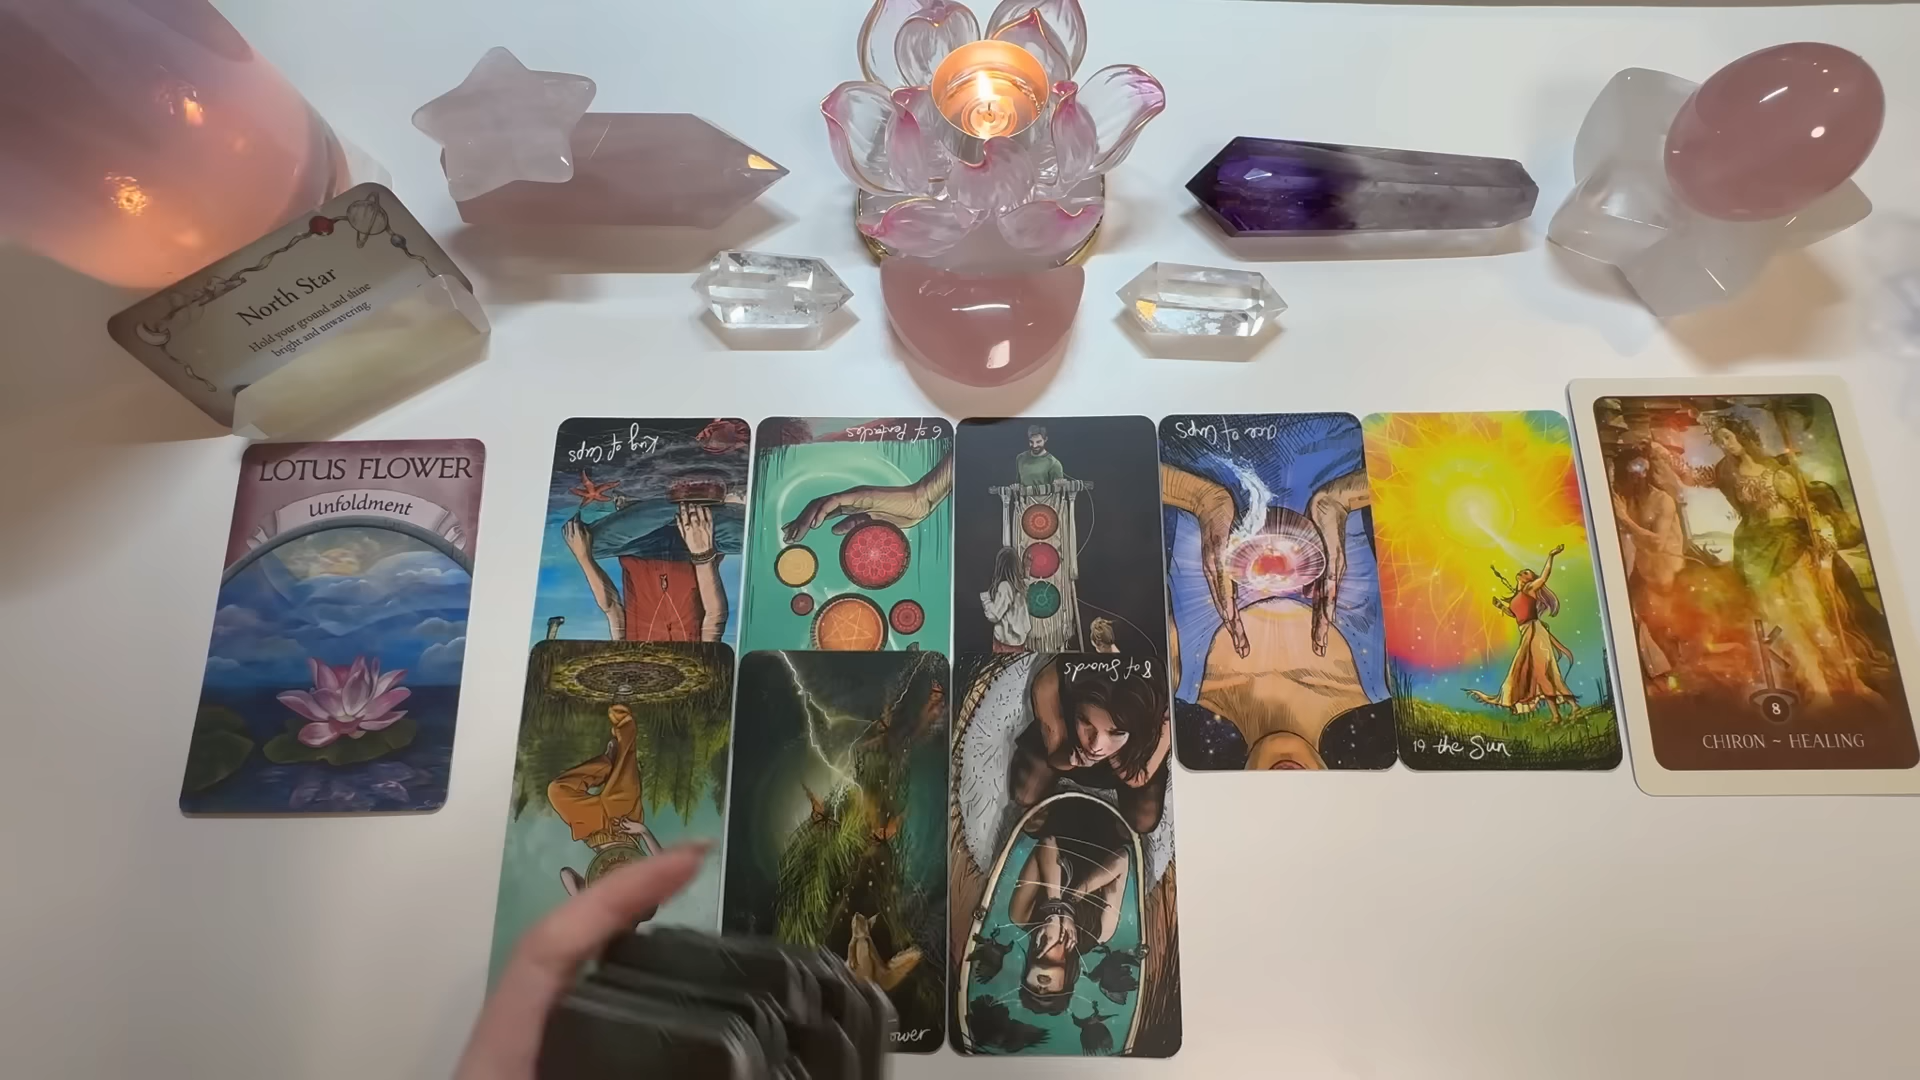 North Star
Hold your ground and shine
bright and unwavering.
LOTUS FLOWER
Unfoldment
King of Cups
6 of Pentacles
ace of Cups
19 the Sun
8
CHIRON ~ HEALING
8 of Swords
ower